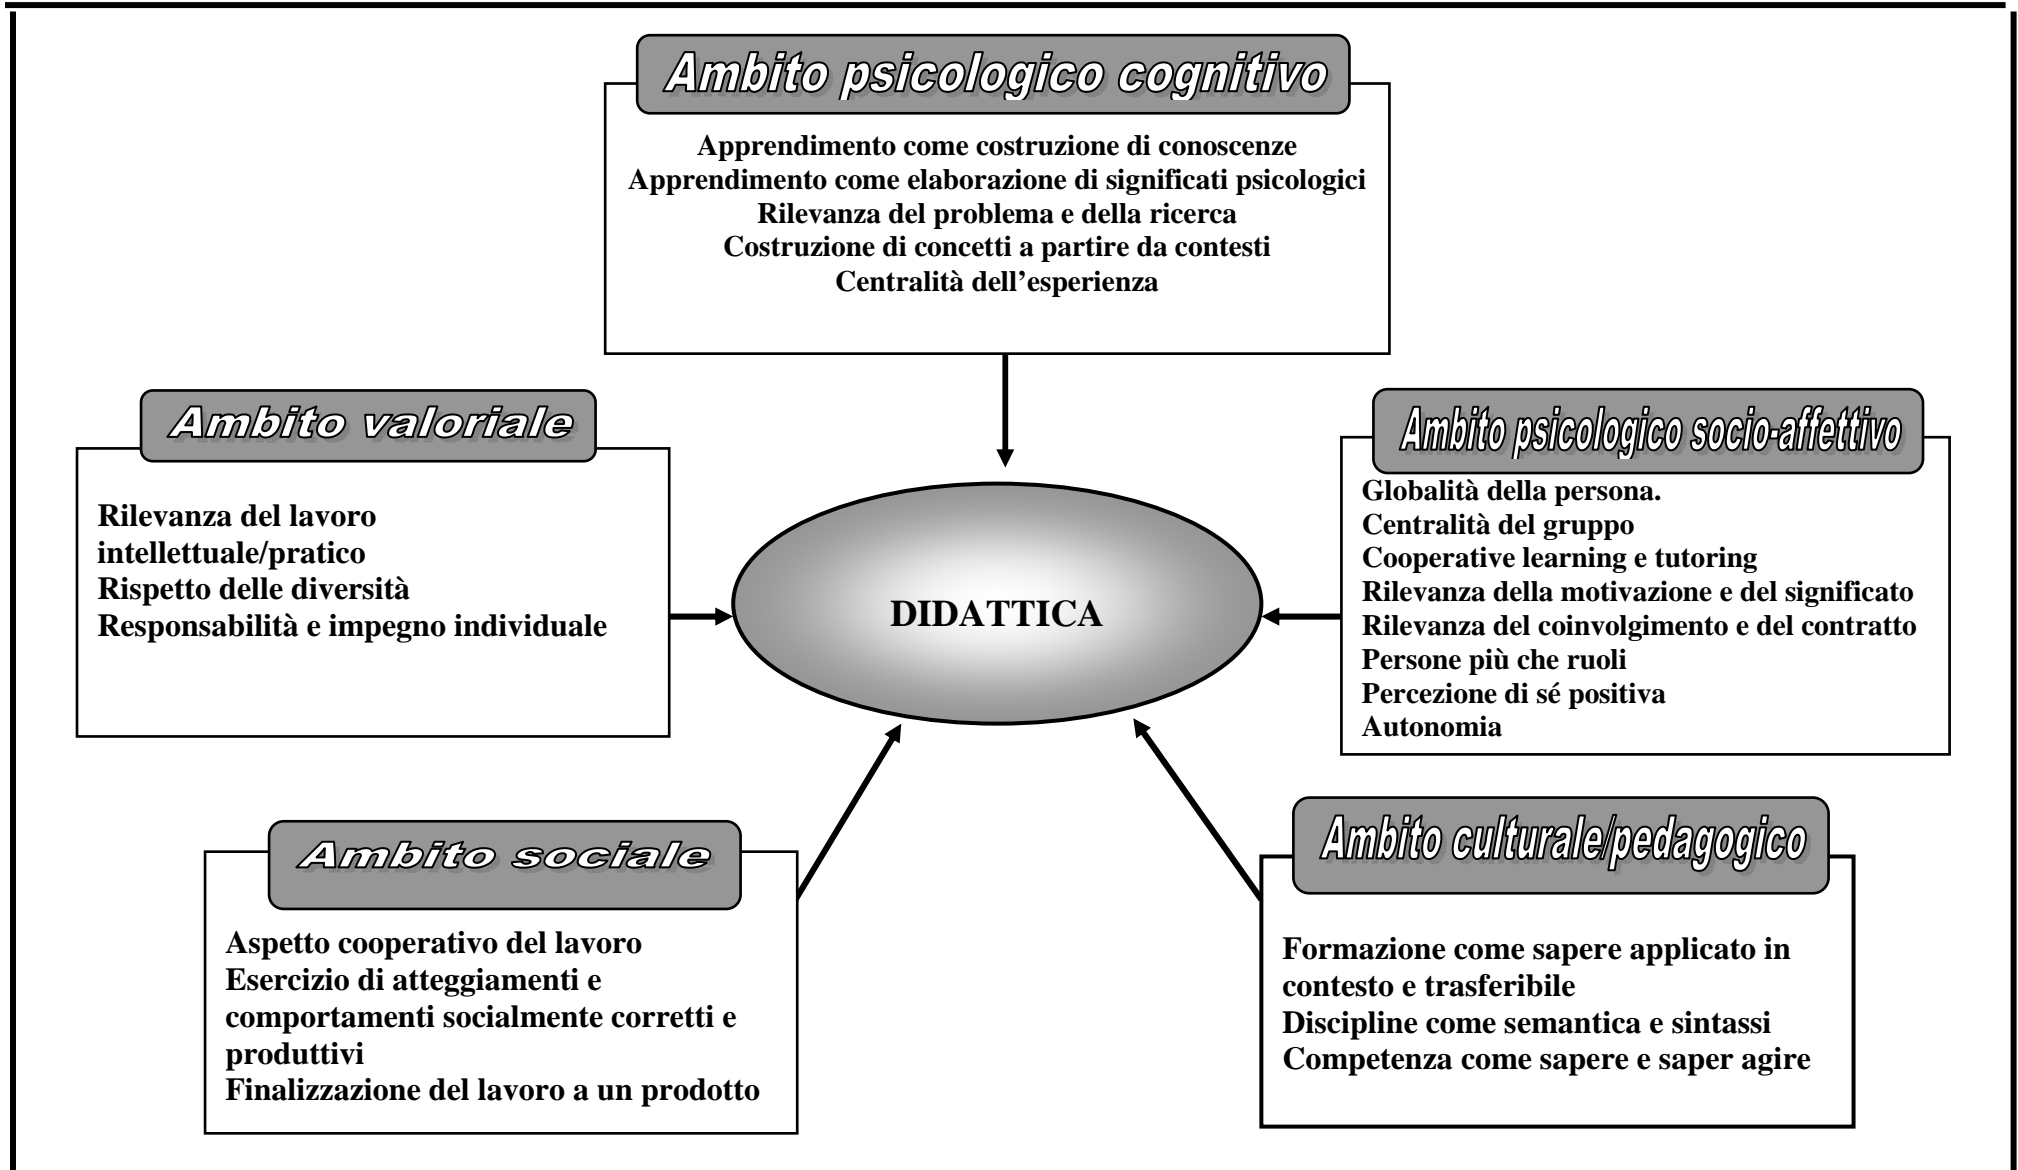 Ambito psicologico cognitivo
Apprendimento come costruzione di conoscenze
Apprendimento come elaborazione di significati psicologici
Rilevanza del problema e della ricerca
Costruzione di concetti a partire da contesti
Centralità dell’esperienza
Ambito valoriale
Rilevanza del lavoro
intellettuale/pratico
Rispetto delle diversità
Responsabilità e impegno individuale
DIDATTICA
Ambito psicologico socio-affettivo
Globalità della persona.
Centralità del gruppo
Cooperative learning e tutoring
Rilevanza della motivazione e del significato
Rilevanza del coinvolgimento e del contratto
Persone più che ruoli
Percezione di sé positiva
Autonomia
Ambito sociale
Aspetto cooperativo del lavoro
Esercizio di atteggiamenti e
comportamenti socialmente corretti e
produttivi
Finalizzazione del lavoro a un prodotto
Ambito culturale/pedagogico
Formazione come sapere applicato in
contesto e trasferibile
Discipline come semantica e sintassi
Competenza come sapere e saper agire